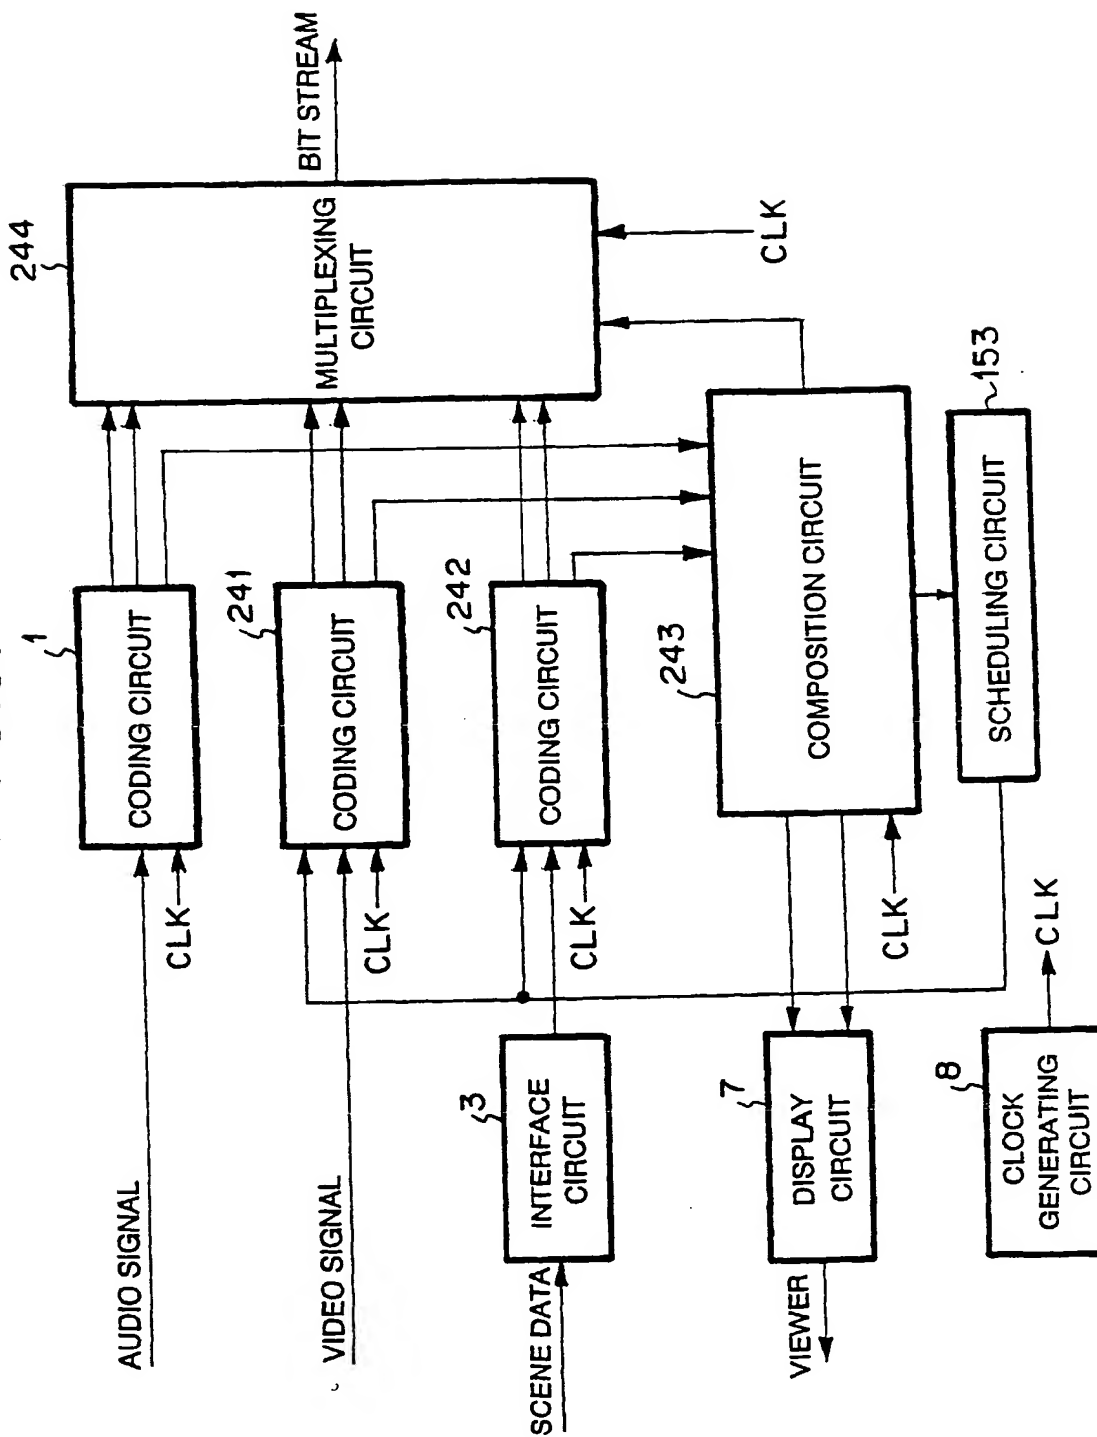 AUDIO SIGNAL
CLK
1
CODING CIRCUIT
VIDEO SIGNAL
CLK
241
CODING CIRCUIT
SCENE DATA
3
INTERFACE
CIRCUIT
CLK
242
CODING CIRCUIT
244
MULTIPLEXING
CIRCUIT
BIT STREAM
CLK
VIEWER
7
DISPLAY
CIRCUIT
CLK
243
COMPOSITION CIRCUIT
8
CLOCK
GENERATING
CIRCUIT
CLK
153
SCHEDULING CIRCUIT